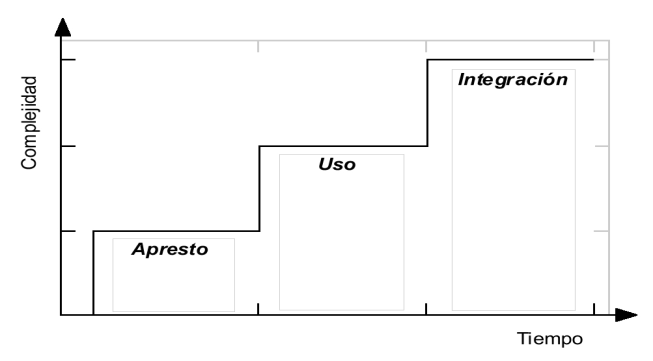 Complejidad
Integración
Uso
Apresto
Tiempo